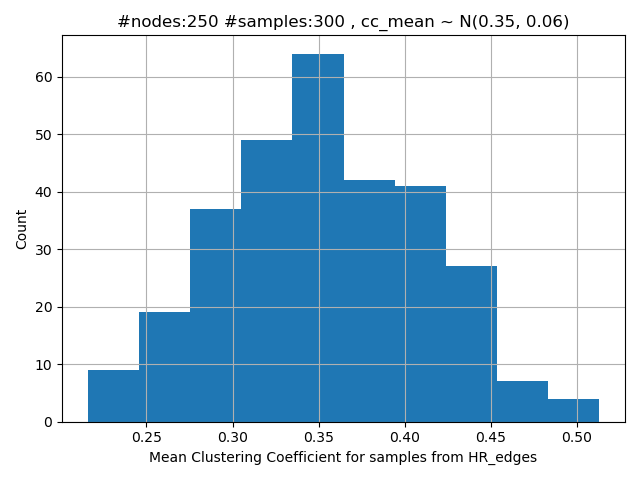 #nodes:250 #samples:300 , cc_mean ~ N(0.35, 0.06)
60
50
40
30
20
10
0
Count
0.25 0.30 0.35 0.40 0.45 0.50
Mean Clustering Coefficient for samples from HR_edges